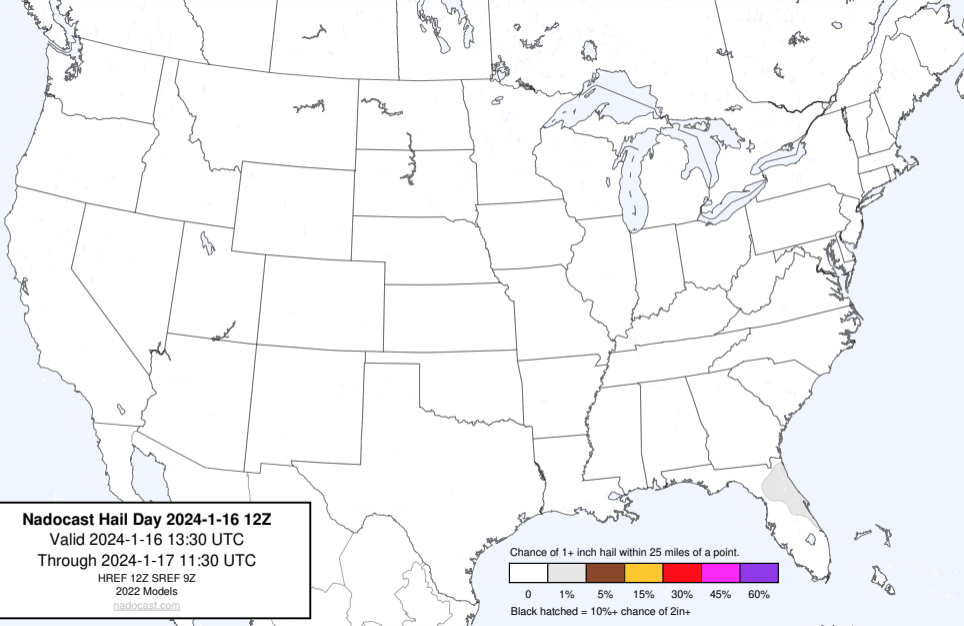 Nadocast Hail Day 2024-1-16 12Z
Valid 2024-1-16 13:30 UTC
Through 2024-1-17 11:30 UTC
HREF 12Z SREF 9Z
2022 Models
nadocast.com
Chance of 1+ inch hail within 25 miles of a point.
0 1% 5% 15% 30% 45% 60%
Black hatched = 10%+ chance of 2in+